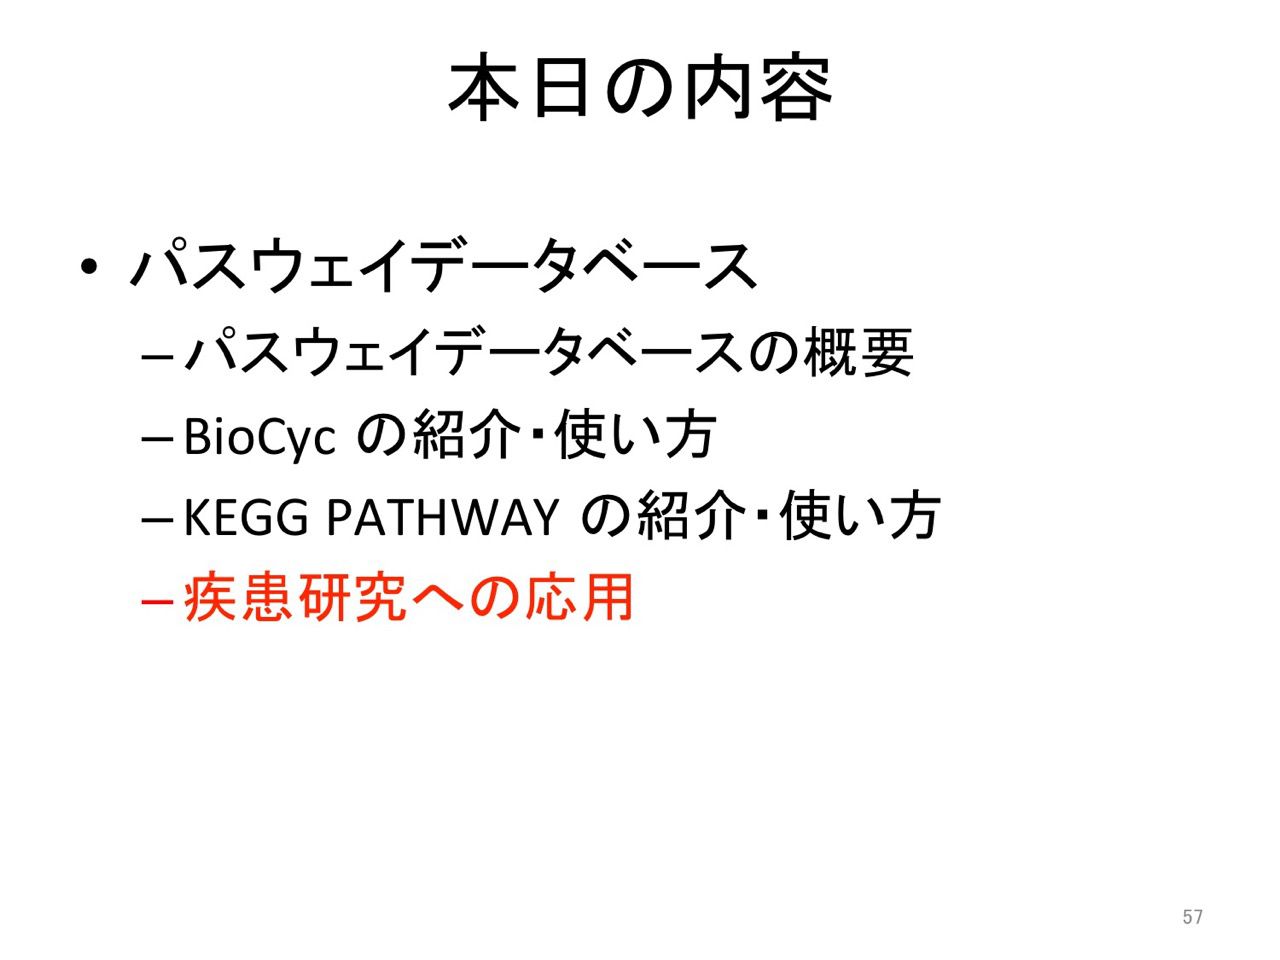 本日の内容
• パスウェイデータベース
–パスウェイデータベースの概要
–BioCyc の紹介・使い方
–KEGG PATHWAY の紹介・使い方
–疾患研究への応用
57